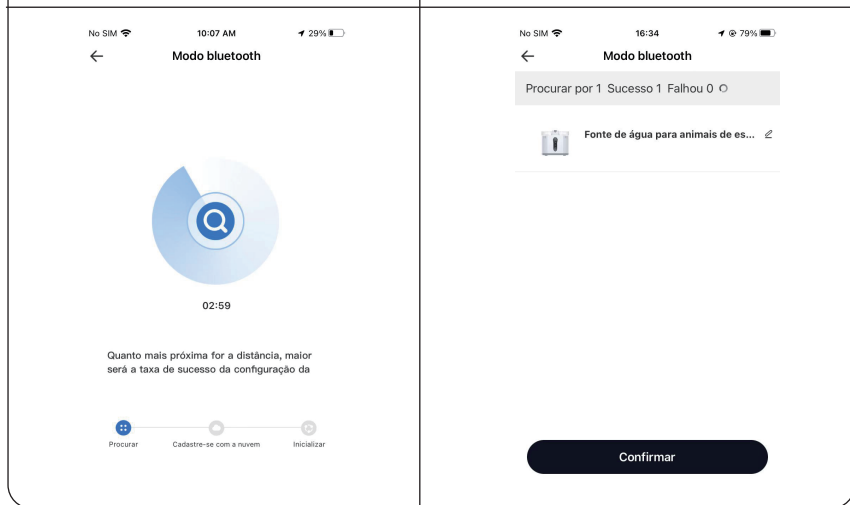 No SIM 10:07 AM 29%
Modo bluetooth
02:59
Quanto mais próxima for a distância, maior
será a taxa de sucesso da configuração da
Procurar Cadastre-se com a nuvem Inicializar
No SIM 16:34 79%
Modo bluetooth
Procurar por 1 Sucesso 1 Falhou 0
Fonte de água para animais de es...
Confirmar